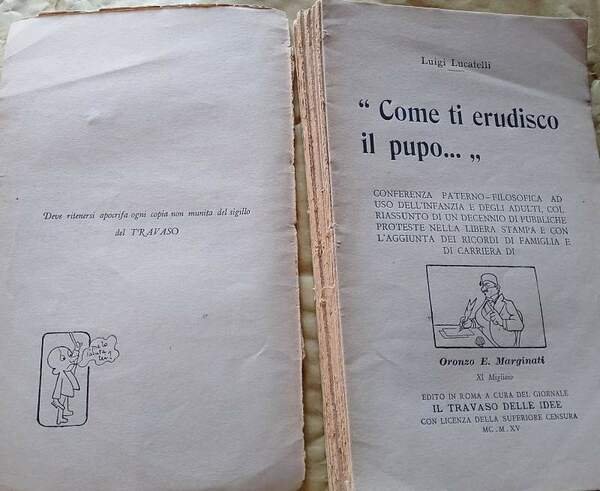 Deve ritenersi apocrifa ogni copia non munita del sigillo
del TRAVASO
Luigi Lucatelli
“ Come ti erudisco
il pupo... „
CONFERENZA PATERNO-FILOSOFICA AD
USO DELL'INFANZIA E DEGLI ADULTI, COL
RIASSUNTO DI UN DECENNIO DI PUBBLICHE
PROTESTE NELLA LIBERA STAMPA E CON
L'AGGIUNTA DEI RICORDI DI FAMIGLIA E
DI CARRIERA DI
Oronzo E. Marginati
XI Migliaio
EDITO IN ROMA A CURA DEL GIORNALE
IL TRAVASO DELLE IDEE
CON LICENZA DELLA SUPERIORE CENSURA
MC. M. XV